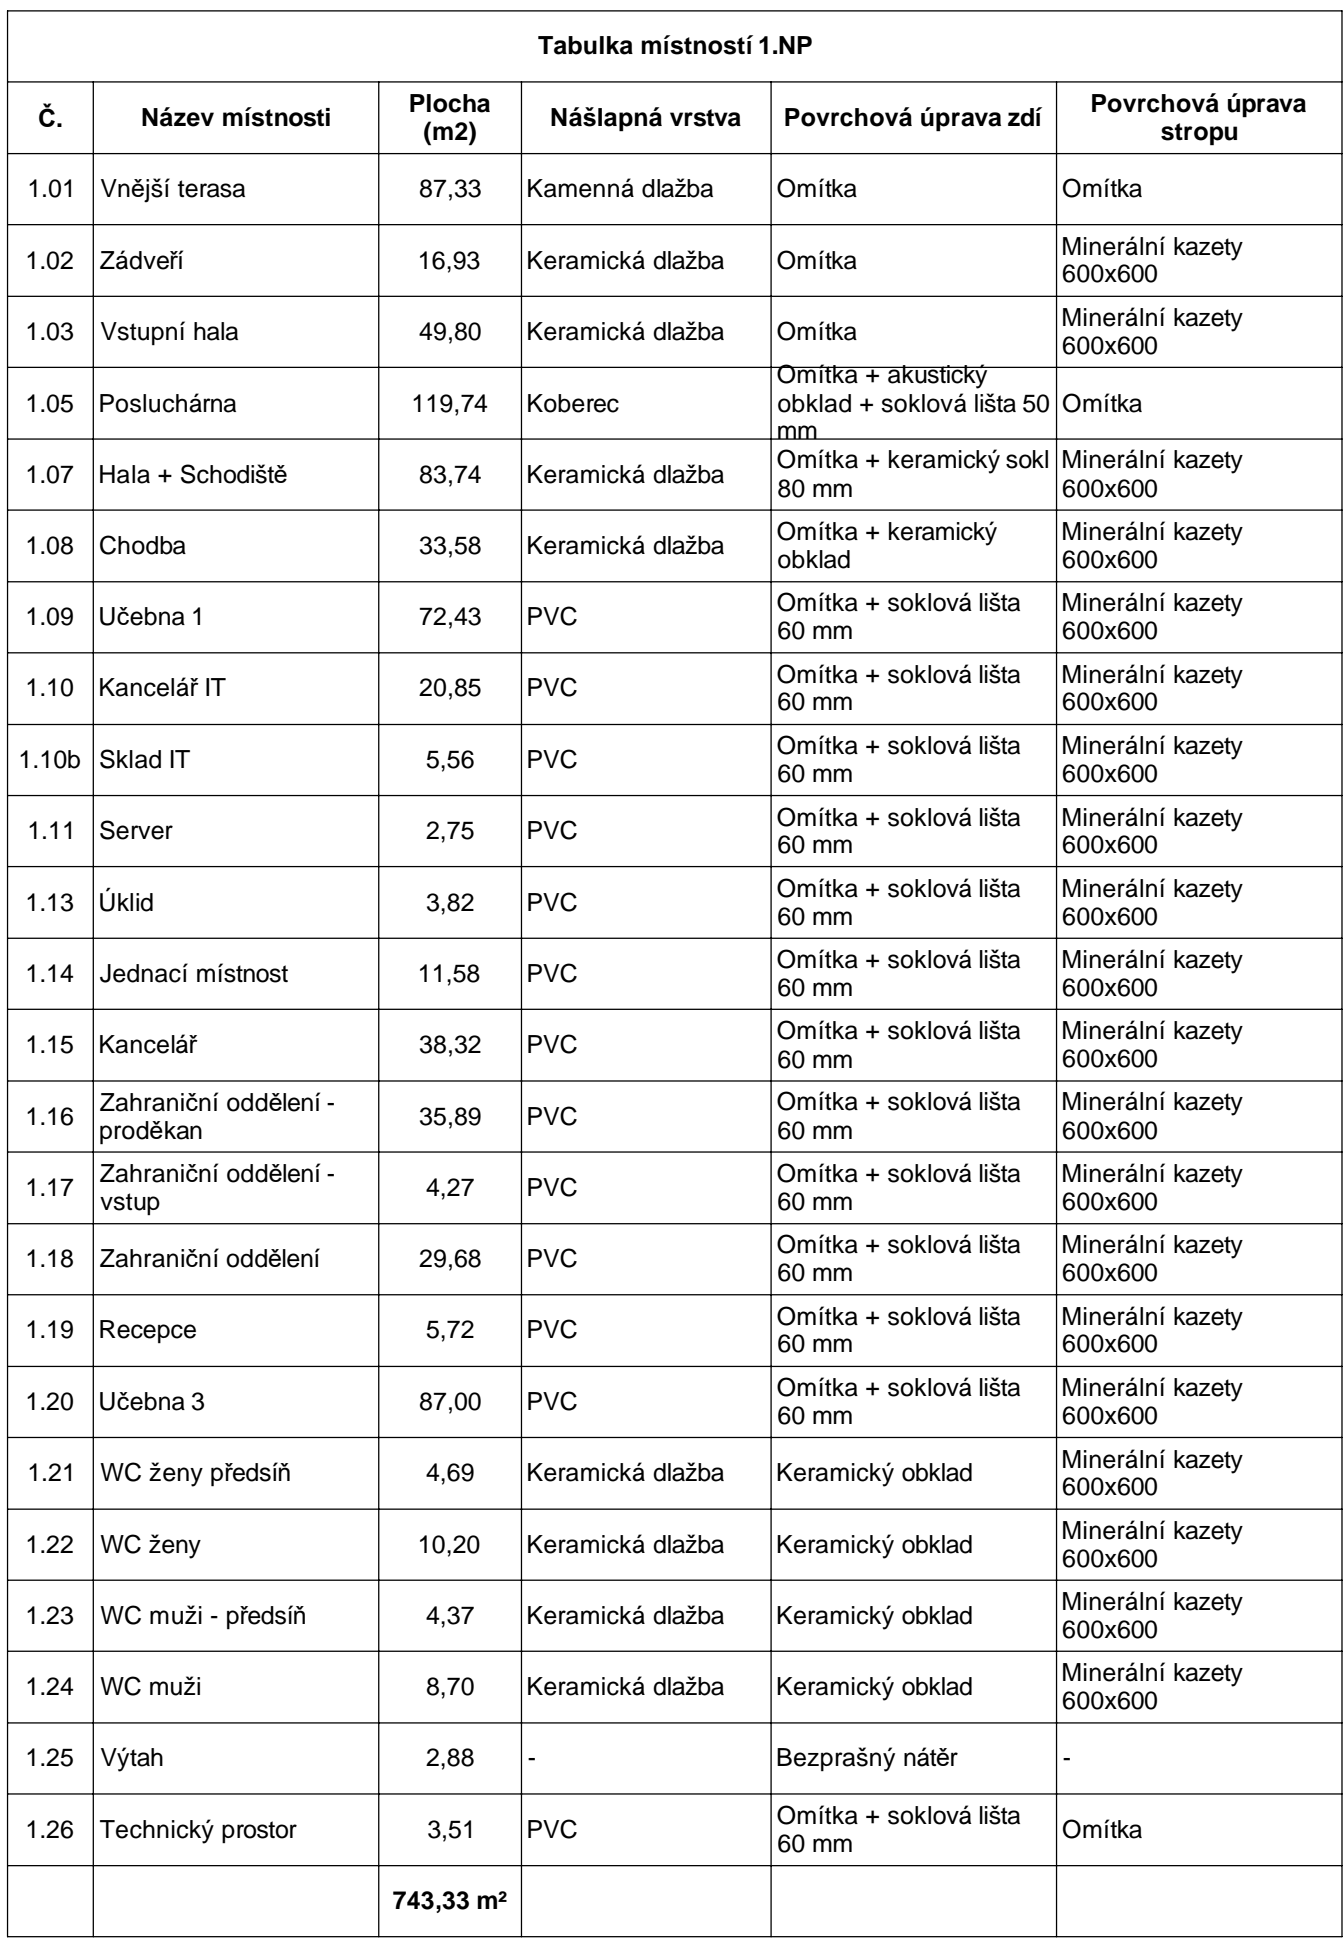 Tabulka místností 1.NP
Č. Název místnosti Plocha (m2) Nášlapná vrstva Povrchová úprava zdí Povrchová úprava stropu
1.01 Vnější terasa 87,33 Kamenná dlažba Omítka Omítka
1.02 Zádveří 16,93 Keramická dlažba Omítka Minerální kazety 600x600
1.03 Vstupní hala 49,80 Keramická dlažba Omítka Minerální kazety 600x600
1.05 Posluchárna 119,74 Koberec Omítka + akustický obklad + soklová lišta 50 mm Omítka
1.07 Hala + Schodiště 83,74 Keramická dlažba Omítka + keramický sokl 80 mm Minerální kazety 600x600
1.08 Chodba 33,58 Keramická dlažba Omítka + keramický obklad Minerální kazety 600x600
1.09 Učebna 1 72,43 PVC Omítka + soklová lišta 60 mm Minerální kazety 600x600
1.10 Kancelář IT 20,85 PVC Omítka + soklová lišta 60 mm Minerální kazety 600x600
1.10b Sklad IT 5,56 PVC Omítka + soklová lišta 60 mm Minerální kazety 600x600
1.11 Server 2,75 PVC Omítka + soklová lišta 60 mm Minerální kazety 600x600
1.13 Úklid 3,82 PVC Omítka + soklová lišta 60 mm Minerální kazety 600x600
1.14 Jednací místnost 11,58 PVC Omítka + soklová lišta 60 mm Minerální kazety 600x600
1.15 Kancelář 38,32 PVC Omítka + soklová lišta 60 mm Minerální kazety 600x600
1.16 Zahraniční oddělení - proděkan 35,89 PVC Omítka + soklová lišta 60 mm Minerální kazety 600x600
1.17 Zahraniční oddělení - vstup 4,27 PVC Omítka + soklová lišta 60 mm Minerální kazety 600x600
1.18 Zahraniční oddělení 29,68 PVC Omítka + soklová lišta 60 mm Minerální kazety 600x600
1.19 Recepce 5,72 PVC Omítka + soklová lišta 60 mm Minerální kazety 600x600
1.20 Učebna 3 87,00 PVC Omítka + soklová lišta 60 mm Minerální kazety 600x600
1.21 WC ženy předsíň 4,69 Keramická dlažba Keramický obklad Minerální kazety 600x600
1.22 WC ženy 10,20 Keramická dlažba Keramický obklad Minerální kazety 600x600
1.23 WC muži - předsíň 4,37 Keramická dlažba Keramický obklad Minerální kazety 600x600
1.24 WC muži 8,70 Keramická dlažba Keramický obklad Minerální kazety 600x600
1.25 Výtah 2,88 - Bezprašný nátěr -
1.26 Technický prostor 3,51 PVC Omítka + soklová lišta 60 mm Omítka
743,33 m²